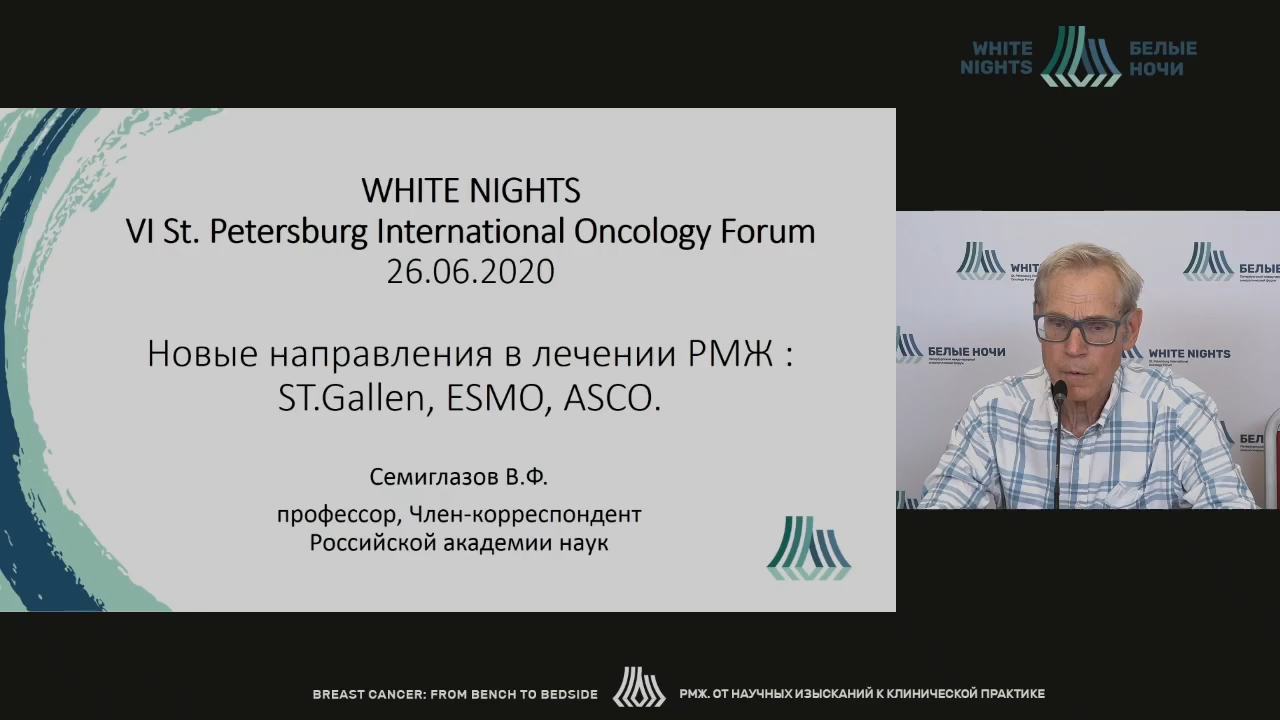 WHITE
NIGHTS
БЕЛЫЕ
НОЧИ
WHITE NIGHTS
VI St. Petersburg International Oncology Forum
26.06.2020
Новые направления в лечении РМЖ :
ST.Gallen, ESMO, ASCO.
Семиглазов В.Ф.
профессор, Член-корреспондент
Российской академии наук
БЕЛЫЕ
БЕЛЫЕ НОЧИ
WHITE NIGHTS
BREAST CANCER: FROM BENCH TO BEDSIDE
РМЖ. ОТ НАУЧНЫХ ИЗЫСКАНИЙ К КЛИНИЧЕСКОЙ ПРАКТИКЕ